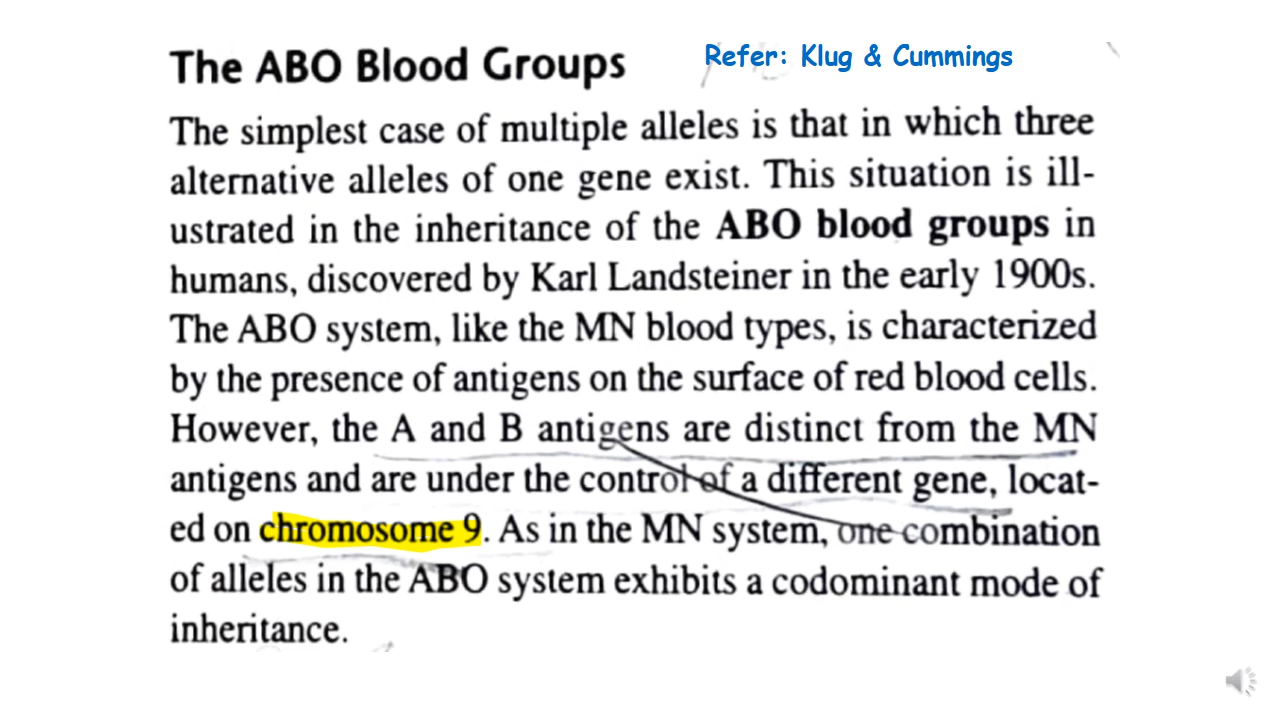 The ABO Blood Groups
Refer: Klug & Cummings
The simplest case of multiple alleles is that in which three
alternative alleles of one gene exist. This situation is ill-
ustrated in the inheritance of the ABO blood groups in
humans, discovered by Karl Landsteiner in the early 1900s.
The ABO system, like the MN blood types, is characterized
by the presence of antigens on the surface of red blood cells.
However, the A and B antigens are distinct from the MN
antigens and are under the control of a different gene, locat-
ed on chromosome 9. As in the MN system, one combination
of alleles in the ABO system exhibits a codominant mode of
inheritance.